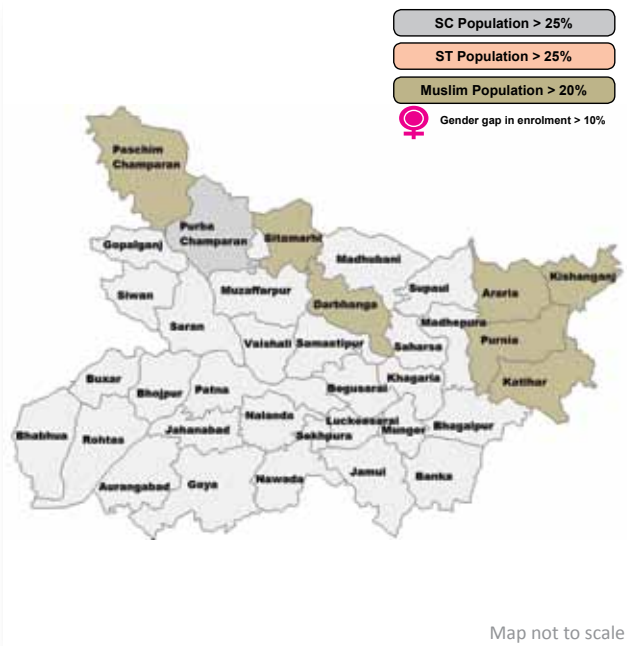 SC Population > 25%
ST Population > 25%
Muslim Population > 20%
Gender gap in enrolment > 10%
Paschim
Champaran
Purba
Champaran
Sitamarhi
Gopalganj
Madhubani
Kishanganj
Siwan
Muzaffarpur
Darbhanga
Supaul
Araria
Saran
Madhepura
Vaishali
Samastipur
Saharsa
Purnia
Buxar
Bhojpur
Patna
Begusarai
Khagaria
Katihar
Nalanda
Luckeesarai
Bhabhua
Rohtas
Jahanabad
Sekhpura
Munger
Bhagalpur
Aurangabad
Gaya
Nawada
Jamui
Banka
Map not to scale